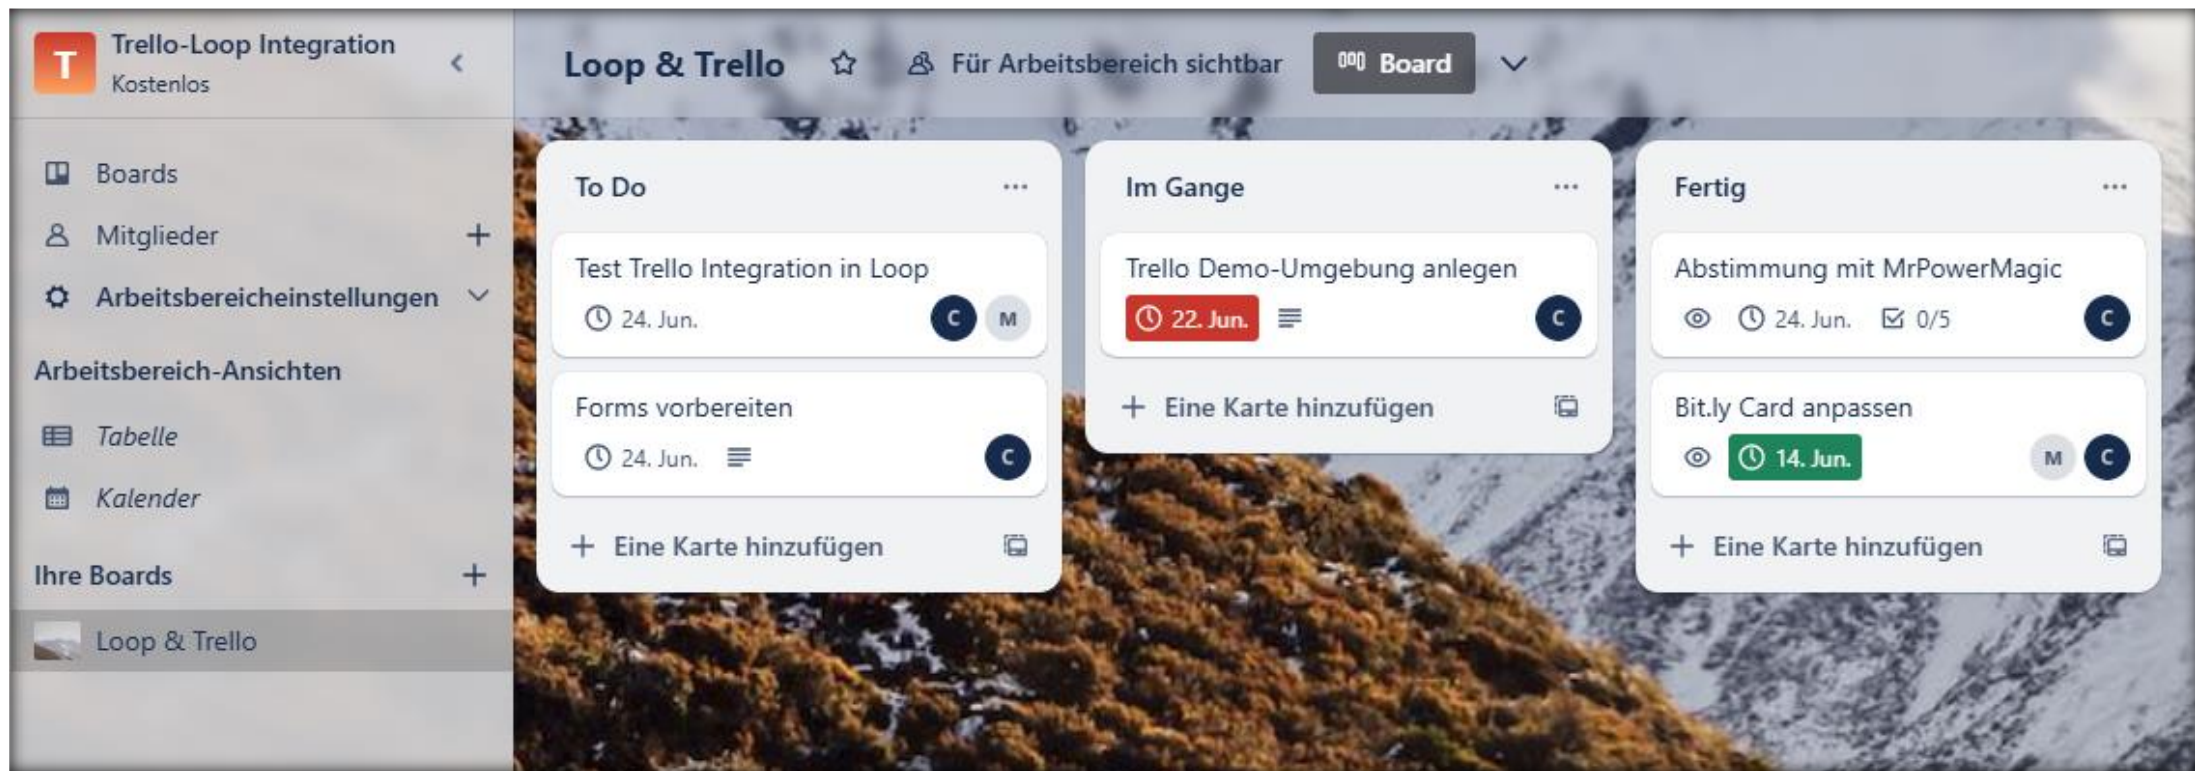 T
Trello-Loop Integration
Kostenlos
Boards
Mitglieder
Arbeitsbereicheinstellungen
Arbeitsbereich-Ansichten
Tabelle
Kalender
Ihre Boards
Loop & Trello
Loop & Trello
Für Arbeitsbereich sichtbar
Board
To Do
Test Trello Integration in Loop
24. Jun.
C
M
Forms vorbereiten
24. Jun.
C
Eine Karte hinzufügen
Im Gange
Trello Demo-Umgebung anlegen
22. Jun.
C
Eine Karte hinzufügen
Fertig
Abstimmung mit MrPowerMagic
24. Jun.
0/5
C
Bit.ly Card anpassen
14. Jun.
M
C
Eine Karte hinzufügen